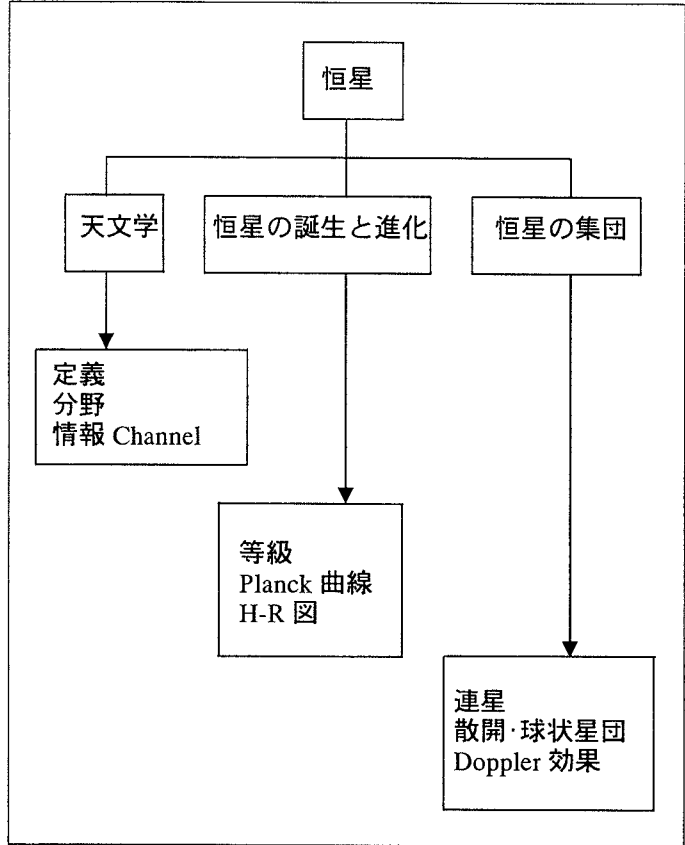 恒星
天文学
恒星の誕生と進化
恒星の集団
定義
分野
情報 Channel
等級
Planck 曲線
H-R 図
連星
散開·球状星団
Doppler 効果